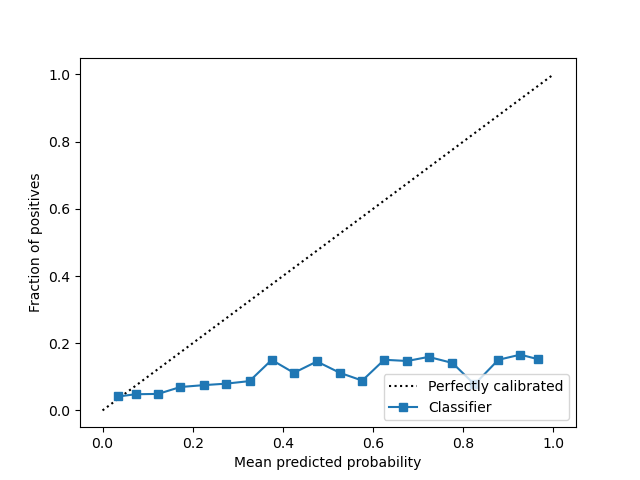 Fraction of positives
1.0
0.8
0.6
0.4
0.2
0.0
Perfectly calibrated
Classifier
0.0 0.2 0.4 0.6 0.8 1.0
Mean predicted probability